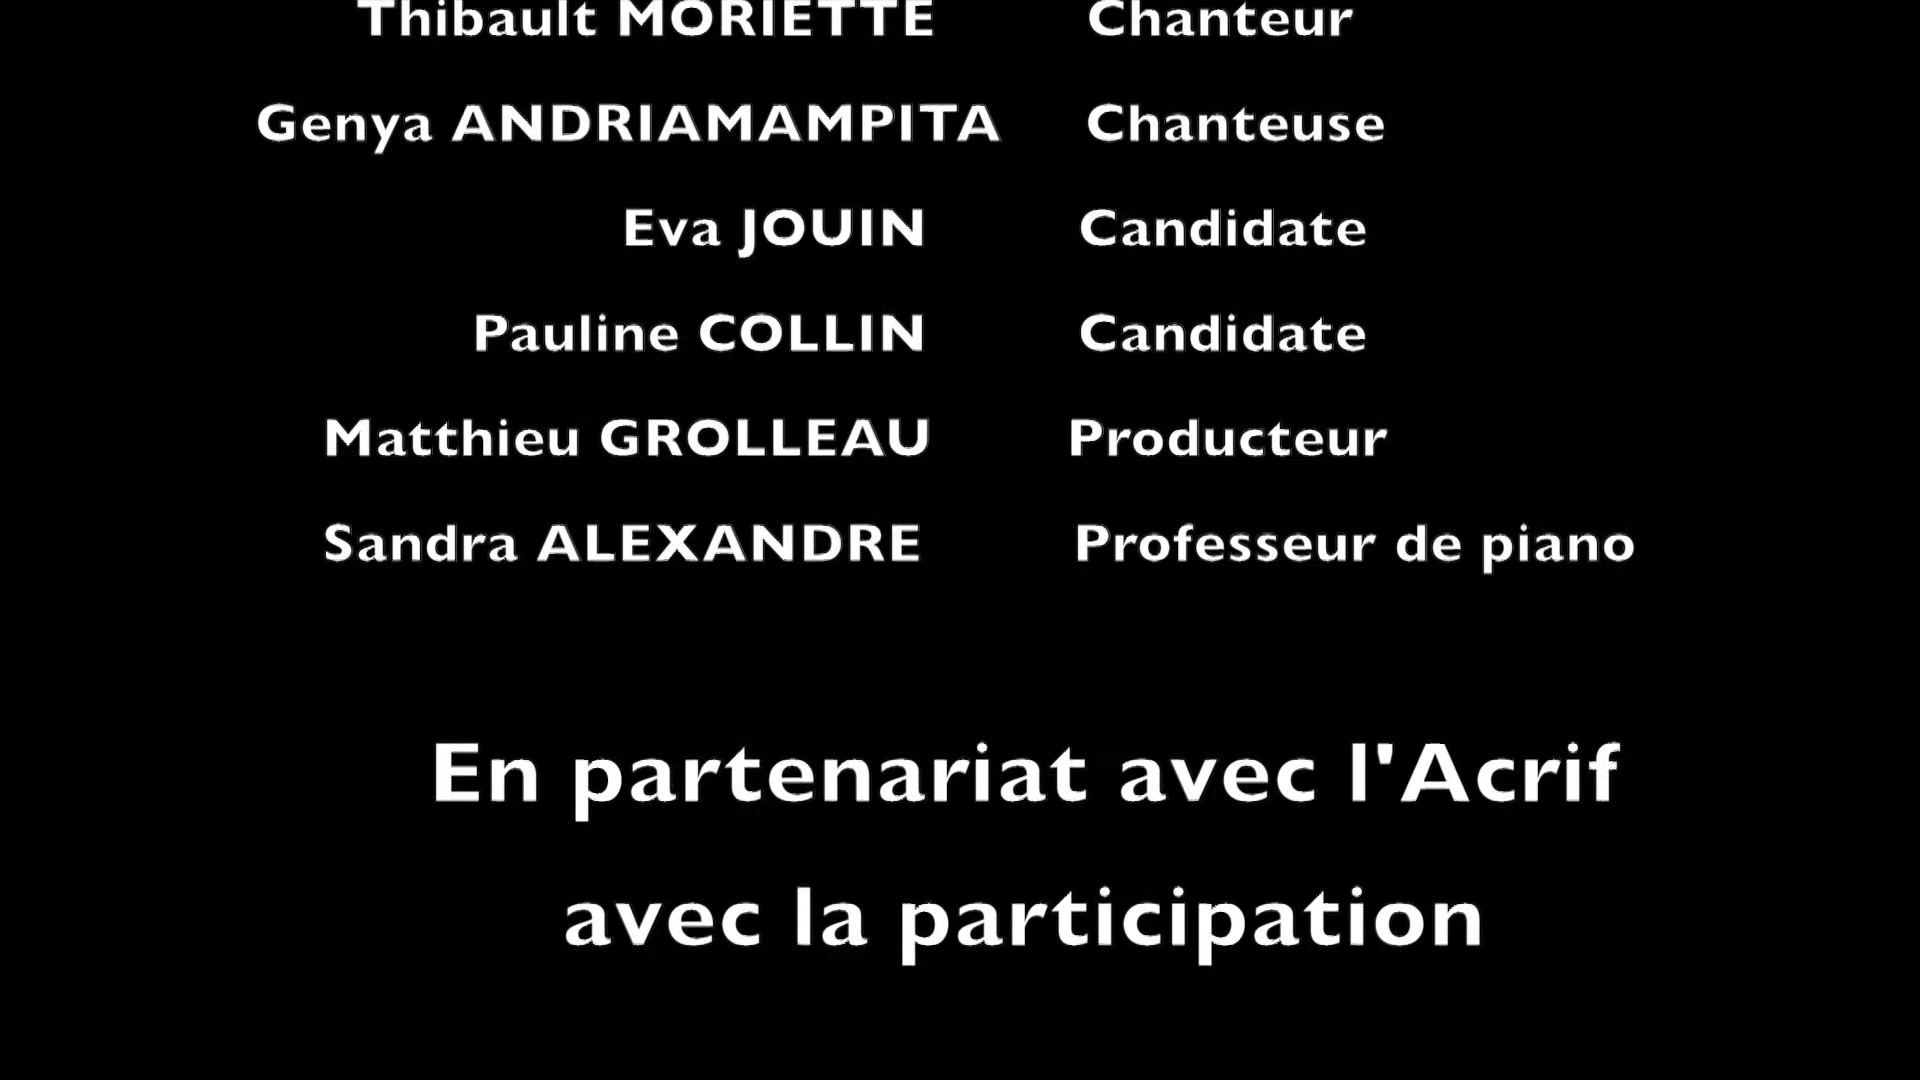 Thibault MORIETTE Chanteur
Genya ANDRIAMAMPITA Chanteuse
Eva JOUIN Candidate
Pauline COLLIN Candidate
Matthieu GROLLEAU Producteur
Sandra ALEXANDRE Professeur de piano
En partenariat avec l'Acrif
avec la participation